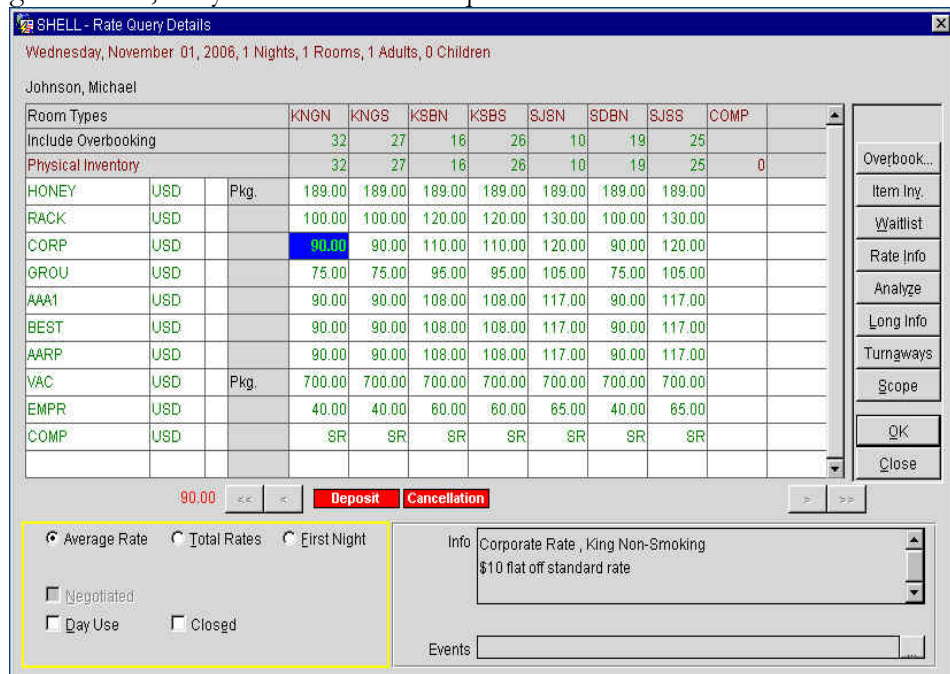 SHELL - Rate Query Details
Wednesday, November 01, 2006, 1 Nights, 1 Rooms, 1 Adults, 0 Children
Johnson, Michael
Room Types KNGN KNGS KSBN KSBS SJSN SDBN SJSS COMP
Include Overbooking 32 27 16 26 10 19 25
Physical Inventory 32 27 16 26 10 19 25 0
HONEY USD Pkg. 189.00 189.00 189.00 189.00 189.00 189.00 189.00
RACK USD 100.00 100.00 120.00 120.00 130.00 100.00 130.00
CORP USD 90.00 90.00 110.00 110.00 120.00 90.00 120.00
GROU USD 75.00 75.00 95.00 95.00 105.00 75.00 105.00
AAA1 USD 90.00 90.00 108.00 108.00 117.00 90.00 117.00
BEST USD 90.00 90.00 108.00 108.00 117.00 90.00 117.00
AARP USD 90.00 90.00 108.00 108.00 117.00 90.00 117.00
VAC USD Pkg. 700.00 700.00 700.00 700.00 700.00 700.00 700.00
EMPR USD 40.00 40.00 60.00 60.00 65.00 40.00 65.00
COMP USD SR SR SR SR SR SR SR
Overbook...
Item Inv.
Waitlist
Rate Info
Analyze
Long Info
Turnaways
Scope
OK
Close
90.00 << < Deposit Cancellation > >>
Average Rate Total Rates First Night
Negotiated
Day Use Closed
Info Corporate Rate , King Non-Smoking
$10 flat off standard rate
Events ...